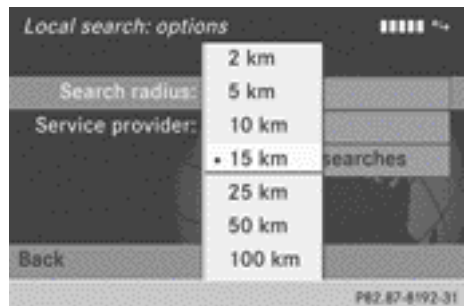 Local search: options
2 km
Search radius: 5 km
Service provider: 10 km
• 15 km searches
25 km
50 km
Back 100 km
P82.87-8192-31